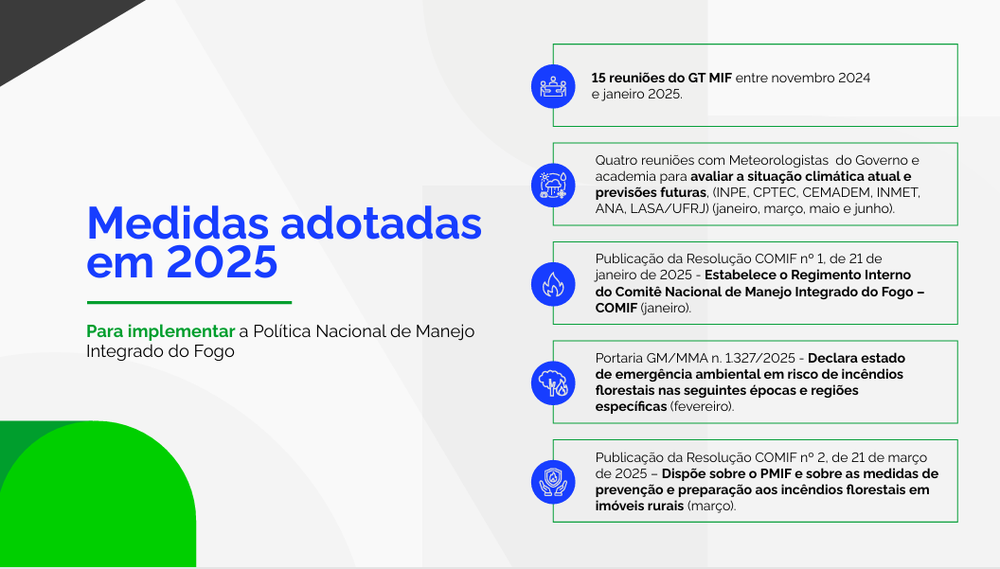 Medidas adotadas
em 2025
Para implementar a Política Nacional de Manejo
Integrado do Fogo
15 reuniões do GT MIF entre novembro 2024
e janeiro 2025.
Quatro reuniões com Meteorologistas  do Governo e
academia para avaliar a situação climática atual e
previsões futuras, (INPE, CPTEC, CEMADEM, INMET,
ANA, LASA/UFRJ) (janeiro, março, maio e junho).
Publicação da Resolução COMIF nº 1, de 21 de
janeiro de 2025 - Estabelece o Regimento Interno
do Comitê Nacional de Manejo Integrado do Fogo –
COMIF (janeiro).
Portaria GM/MMA n. 1.327/2025 - Declara estado
de emergência ambiental em risco de incêndios
florestais nas seguintes épocas e regiões
específicas (fevereiro).
Publicação da Resolução COMIF nº 2, de 21 de março
de 2025 – Dispõe sobre o PMIF e sobre as medidas de
prevenção e preparação aos incêndios florestais em
imóveis rurais (março).